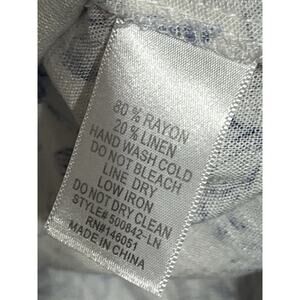 80% RAYON
20% LINEN
HAND WASH COLD
DO NOT BLEACH
LINE DRY
LOW IRON
DO NOT DRY CLEAN
STYLE# 500842-LN
RN#146051
MADE IN CHINA